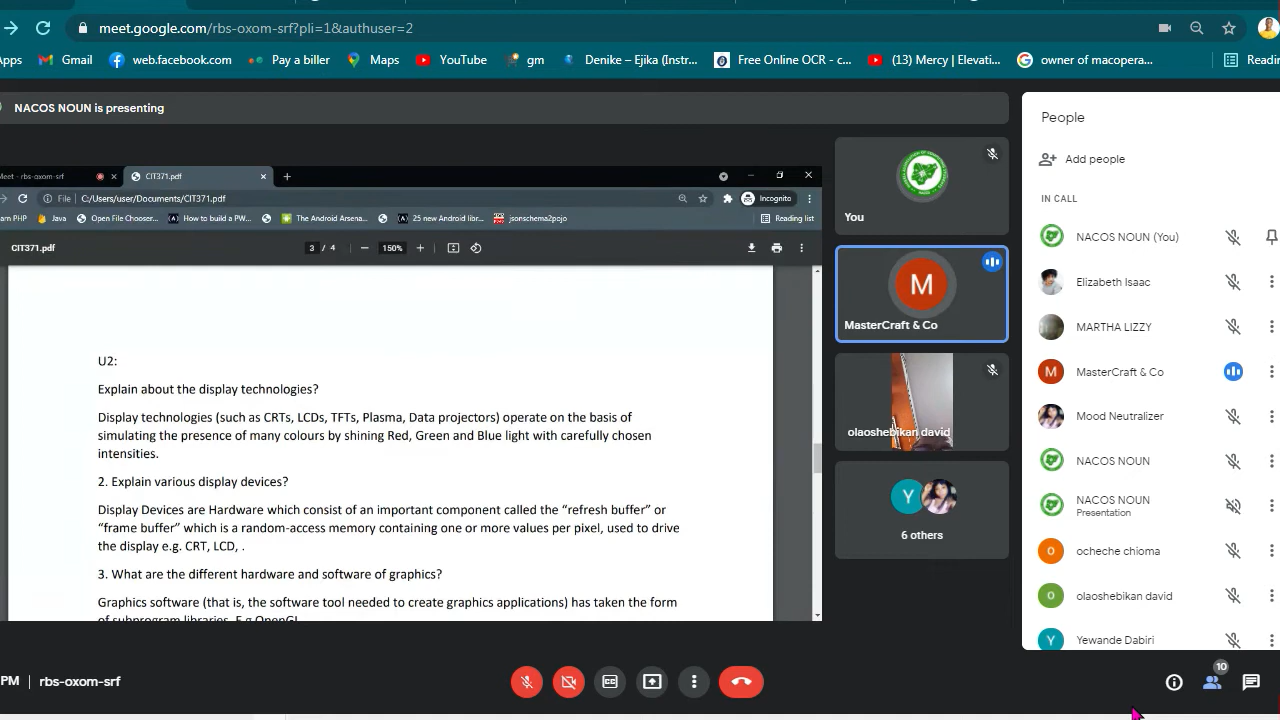 meet.google.com/rbs-oxom-srf?pli=1&authuser=2
Apps
Gmail
web.facebook.com
Pay a biller
Maps
YouTube
gm
Denike – Ejika (Instr...
Free Online OCR - c...
(13) Mercy | Elevati...
owner of macopera...
Readin
NACOS NOUN is presenting
Meet - rbs-oxom-srf
CIT371.pdf
File
C:/Users/user/Documents/CIT371.pdf
Incognito
arn PHP
Java
Open File Chooser...
How to build a PW...
The Android Arsena...
25 new Android libr...
jsonschema2pojo
Reading list
CIT371.pdf
3 / 4
150%
U2:
Explain about the display technologies?
Display technologies (such as CRTs, LCDs, TFTs, Plasma, Data projectors) operate on the basis of
simulating the presence of many colours by shining Red, Green and Blue light with carefully chosen
intensities.
2. Explain various display devices?
Display Devices are Hardware which consist of an important component called the “refresh buffer” or
“frame buffer” which is a random-access memory containing one or more values per pixel, used to drive
the display e.g. CRT, LCD, .
3. What are the different hardware and software of graphics?
Graphics software (that is, the software tool needed to create graphics applications) has taken the form
of subprogram libraries. E.g OpenGL
You
M
MasterCraft & Co
olaoshebikan david
Y
6 others
People
Add people
IN CALL
NACOS NOUN (You)
Elizabeth Isaac
MARTHA LIZZY
M
MasterCraft & Co
Mood Neutralizer
NACOS NOUN
NACOS NOUN
Presentation
o
ocheche chioma
o
olaoshebikan david
Y
Yewande Dabiri
PM
rbs-oxom-srf
10